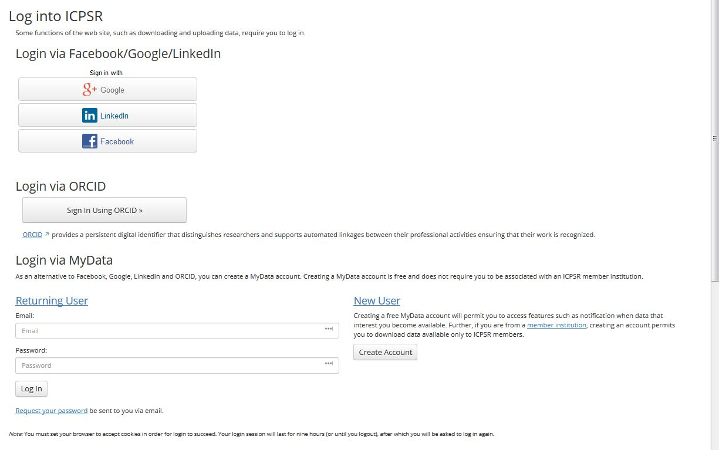 Log into ICPSR
Some functions of the web site, such as downloading and uploading data, require you to log in.
Login via Facebook/Google/LinkedIn
Sign in with
Google
LinkedIn
Facebook
Login via ORCID
Sign In Using ORCID »
ORCID provides a persistent digital identifier that distinguishes researchers and supports automated linkages between their professional activities ensuring that their work is recognized.
Login via MyData
As an alternative to Facebook, Google, LinkedIn and ORCID, you can create a MyData account. Creating a MyData account is free and does not require you to be associated with an ICPSR member institution.
Returning User
Email:
Email
Password:
Password
Log In
Request your password be sent to you via email.
New User
Creating a free MyData account will permit you to access features such as notification when data that
interest you become available. Further, if you are from a member institution, creating an account permits
you to download data available only to ICPSR members.
Create Account
Note: You must set your browser to accept cookies in order for login to succeed. Your login session will last for nine hours (or until you logout), after which you will be asked to log in again.